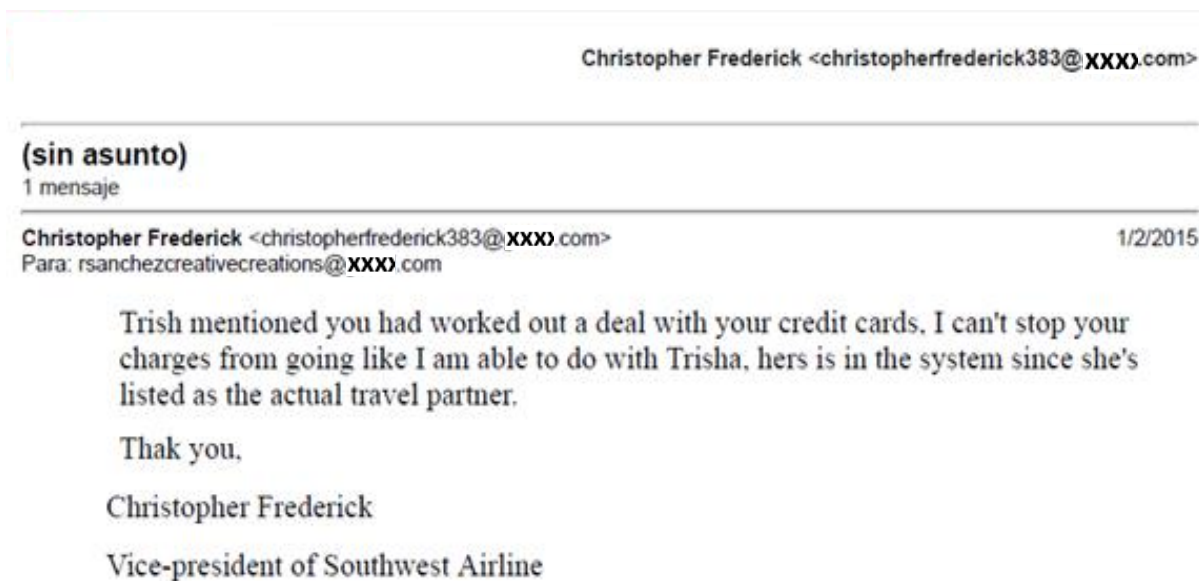 Christopher Frederick <christopherfrederick383@XXX).com>
(sin asunto)
1 mensaje
Christopher Frederick <christopherfrederick383@XXX).com> 1/2/2015
Para: rsanchezcreativecreations@XXX).com
Trish mentioned you had worked out a deal with your credit cards, I can't stop your
charges from going like I am able to do with Trisha, hers is in the system since she's
listed as the actual travel partner.
Thak you,
Christopher Frederick
Vice-president of Southwest Airline